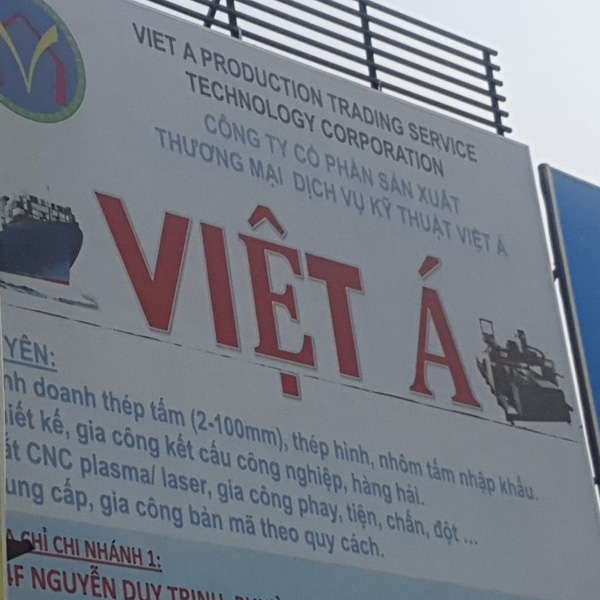 VIET A PRODUCTION TRADING SERVICE
TECHNOLOGY CORPORATION
CÔNG TY CỔ PHẦN SẢN XUẤT
THƯƠNG MẠI DỊCH VỤ KỸ THUẬT VIỆT Á
VIỆT Á
YÊN:
nh doanh thép tấm (2-100mm), thép hình, nhôm tấm nhập khẩu.
iết kế, gia công kết cấu công nghiệp, hàng hải.
ắt CNC plasma/ laser, gia công phay, tiện, chấn, đột ...
ung cấp, gia công bản mã theo quy cách.
CHỈ CHI NHÁNH 1:
NGUYỄN DUY TRINH,